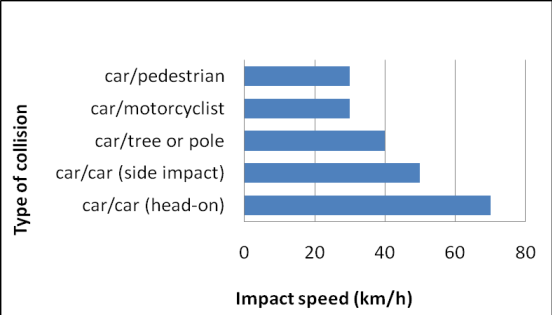 Type of collision
car/pedestrian
car/motorcyclist
car/tree or pole
car/car (side impact)
car/car (head-on)
0 20 40 60 80
Impact speed (km/h)